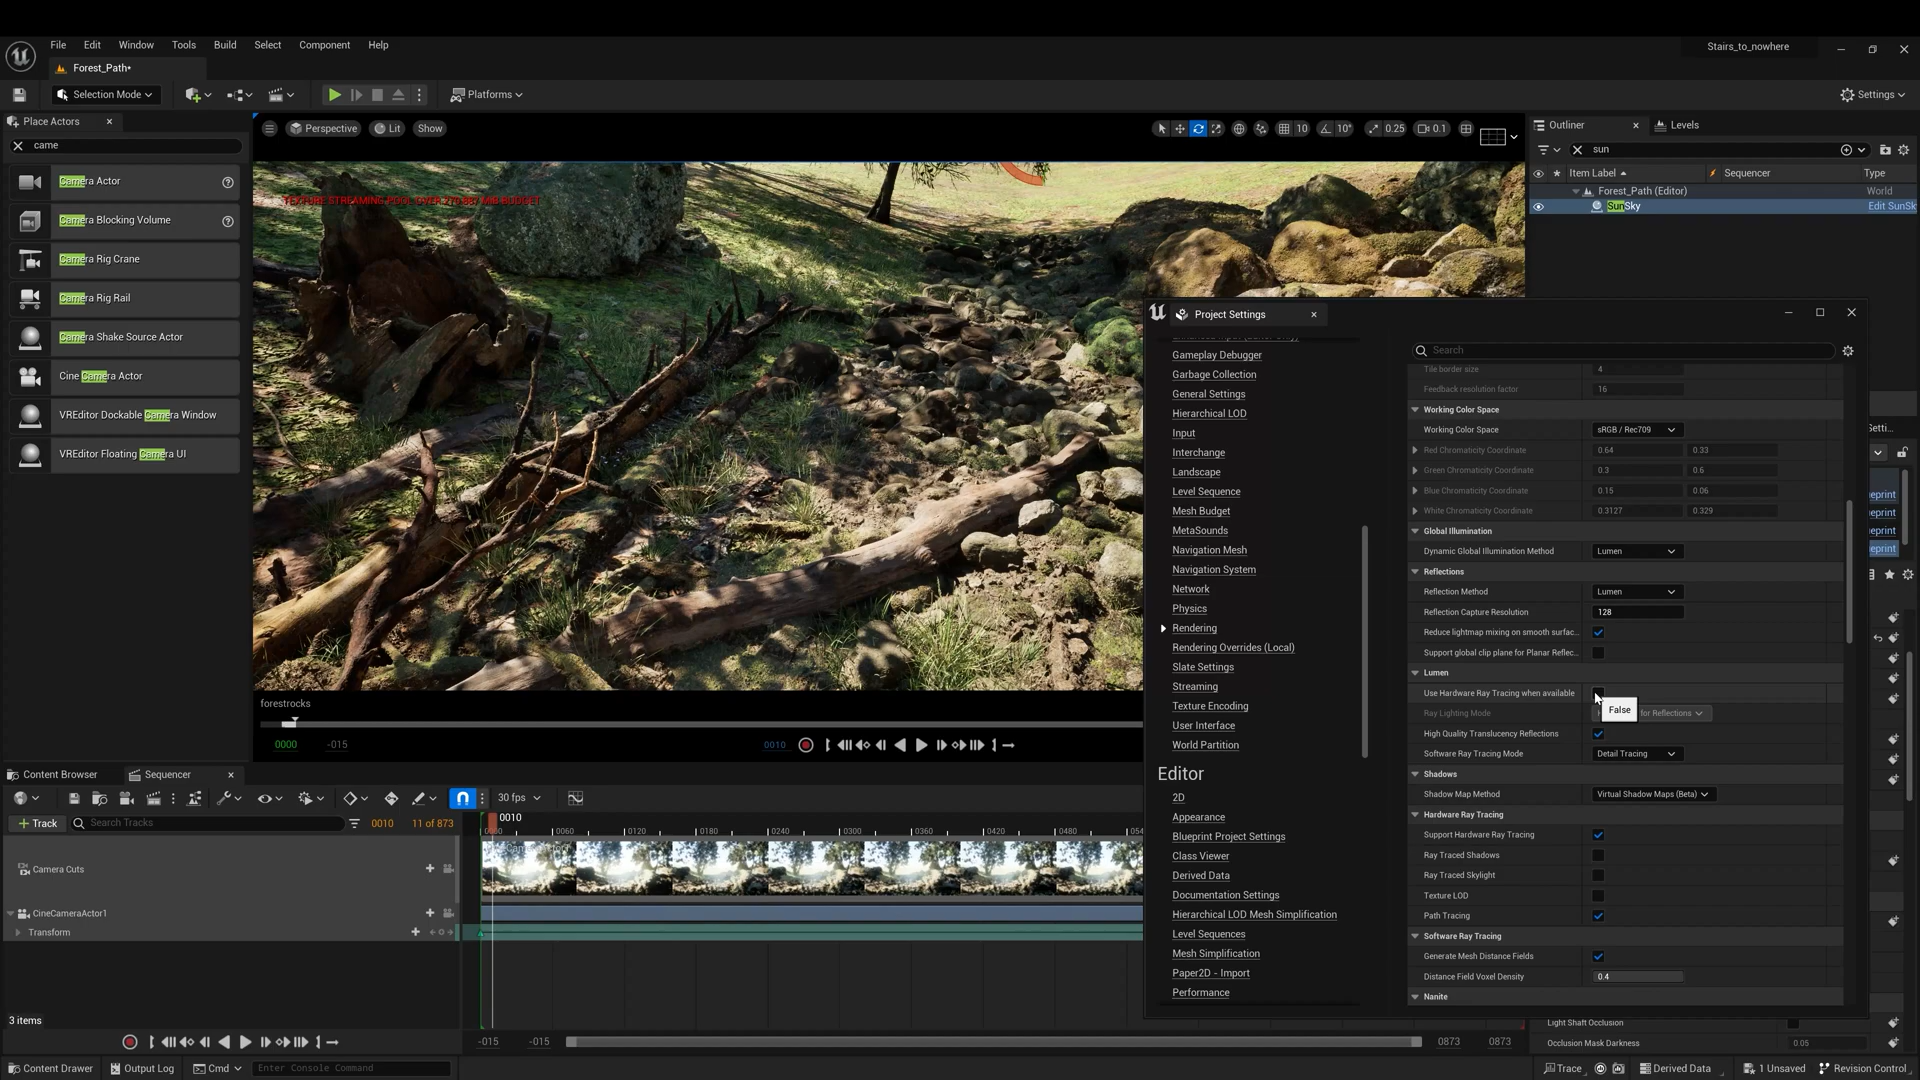 File Edit Window Tools Build Select Component Help
Stairs_to_nowhere
Forest_Path•
Selection Mode
Platforms
Settings
Place Actors
came
Camera Actor
Camera Blocking Volume
Camera Rig Crane
Camera Rig Rail
Camera Shake Source Actor
Cine Camera Actor
VREditor Dockable Camera Window
VREditor Floating Camera UI
Perspective Lit Show
10 10° 0.25 0.1
forestrocks
0000 -015 0010
Outliner Levels
sun
Item Label Sequencer Type
Forest_Path (Editor) World
SunSky Edit SunSk
Project Settings
Gameplay Debugger
Garbage Collection
General Settings
Hierarchical LOD
Input
Interchange
Landscape
Level Sequence
Mesh Budget
MetaSounds
Navigation Mesh
Navigation System
Network
Physics
Rendering
Rendering Overrides (Local)
Slate Settings
Streaming
Texture Encoding
User Interface
World Partition
Editor
2D
Appearance
Blueprint Project Settings
Class Viewer
Derived Data
Documentation Settings
Hierarchical LOD Mesh Simplification
Level Sequences
Mesh Simplification
Paper2D - Import
Performance
Search
Tile border size 4
Feedback resolution factor 16
Working Color Space
Working Color Space sRGB / Rec709
Red Chromaticity Coordinate 0.64 0.33
Green Chromaticity Coordinate 0.3 0.6
Blue Chromaticity Coordinate 0.15 0.06
White Chromaticity Coordinate 0.3127 0.329
Global Illumination
Dynamic Global Illumination Method Lumen
Reflections
Reflection Method Lumen
Reflection Capture Resolution 128
Reduce lightmap mixing on smooth surfac...
Support global clip plane for Planar Reflec...
Lumen
Use Hardware Ray Tracing when available
False
Ray Lighting Mode for Reflections
High Quality Translucency Reflections
Software Ray Tracing Mode Detail Tracing
Shadows
Shadow Map Method Virtual Shadow Maps (Beta)
Hardware Ray Tracing
Support Hardware Ray Tracing
Ray Traced Shadows
Ray Traced Skylight
Texture LOD
Path Tracing
Software Ray Tracing
Generate Mesh Distance Fields
Distance Field Voxel Density 0.4
Nanite
Setti...
eprint
eprint
eprint
eprint
Light Shaft Occlusion
Occlusion Mask Darkness 0.05
Content Browser Sequencer
30 fps
Track Search Tracks 0010 11 of 873
0010
0000 0060 0120 0180 0240 0300 0360 0420 0480 054
Camera Cuts
CineCameraActor1
Transform
3 items
-015 -015 0873 0873
Content Drawer Output Log Cmd Enter Console Command
Trace Derived Data 1 Unsaved Revision Control